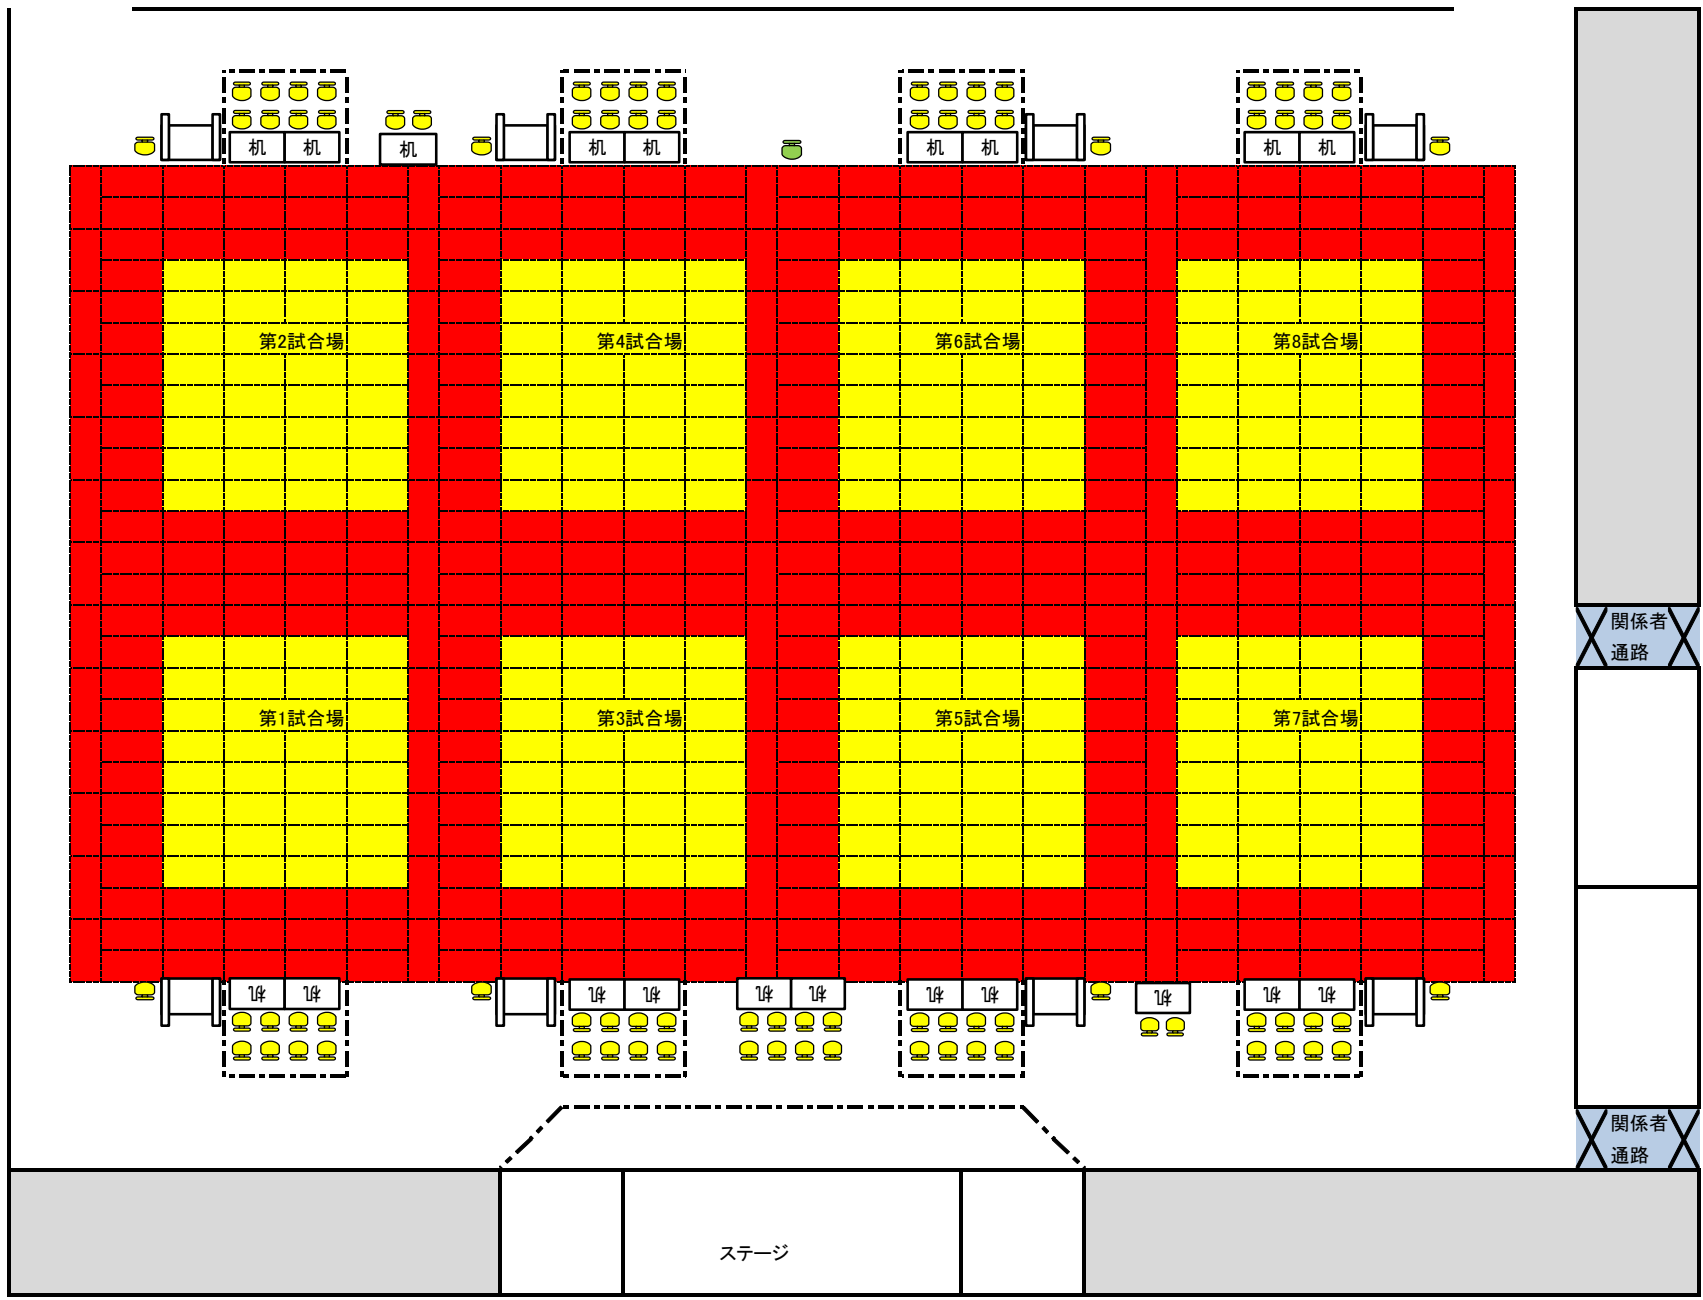 机 机 机 机 机 机 机 机 机
第2試合場 第4試合場 第6試合場 第8試合場
関係者
通路
第1試合場 第3試合場 第5試合場 第7試合場
机 机 机 机 机 机 机 机 机 机 机
関係者
通路
ステージ